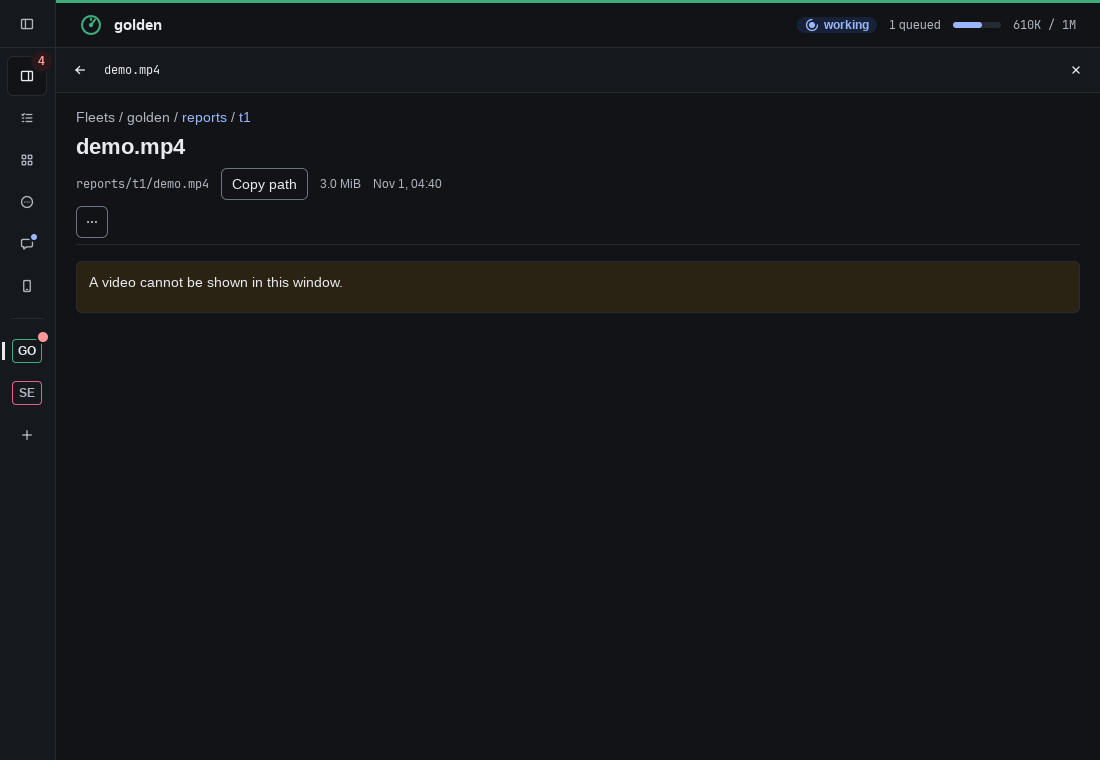 golden
working
1 queued
610K / 1M
4
demo.mp4
Fleets / golden / reports / t1
demo.mp4
reports/t1/demo.mp4
Copy path
3.0 MiB
Nov 1, 04:40
A video cannot be shown in this window.
GO
SE